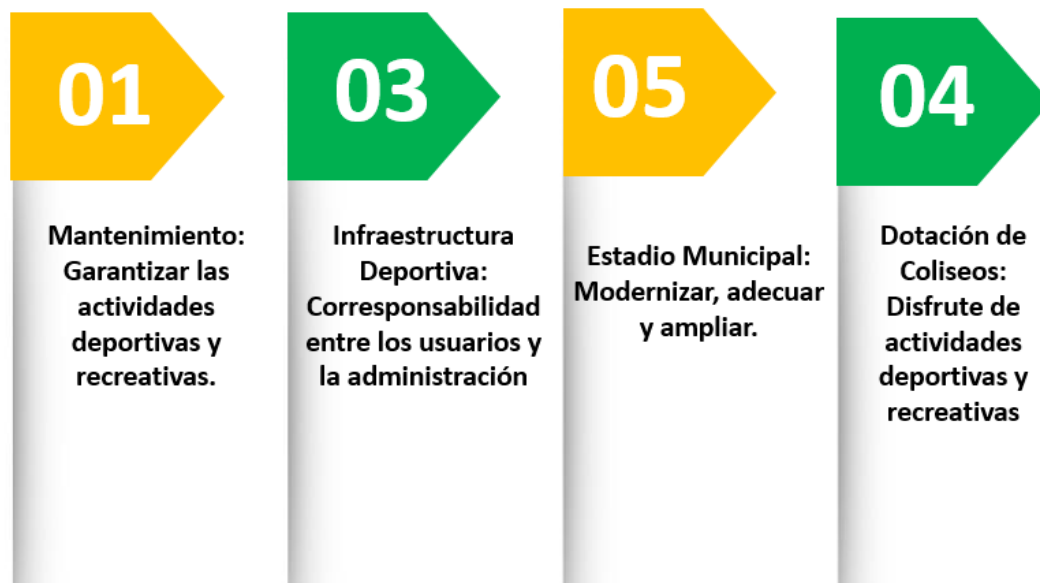 01
Mantenimiento:
Garantizar las
actividades
deportivas y
recreativas.
03
Infraestructura
Deportiva:
Corresponsabilidad
entre los usuarios y
la administración
05
Estadio Municipal:
Modernizar, adecuar
y ampliar.
04
Dotación de
Coliseos:
Disfrute de
actividades
deportivas y
recreativas